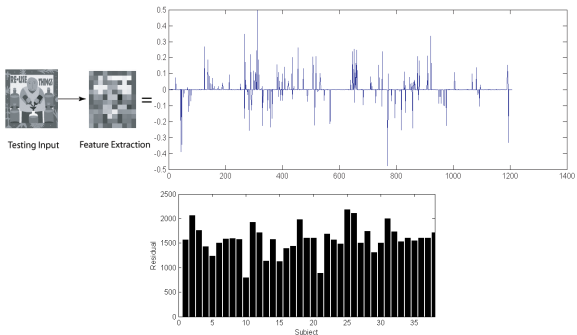 0.5
0.4
0.3
0.2
0.1
0
-0.1
-0.2
-0.3
-0.4
-0.5
0 200 400 600 800 1000 1200 1400
RE-USE THINGS
=
Testing Input
Feature Extraction
2500
2000
1500
1000
500
0
Residual
0 5 10 15 20 25 30 35
Subject